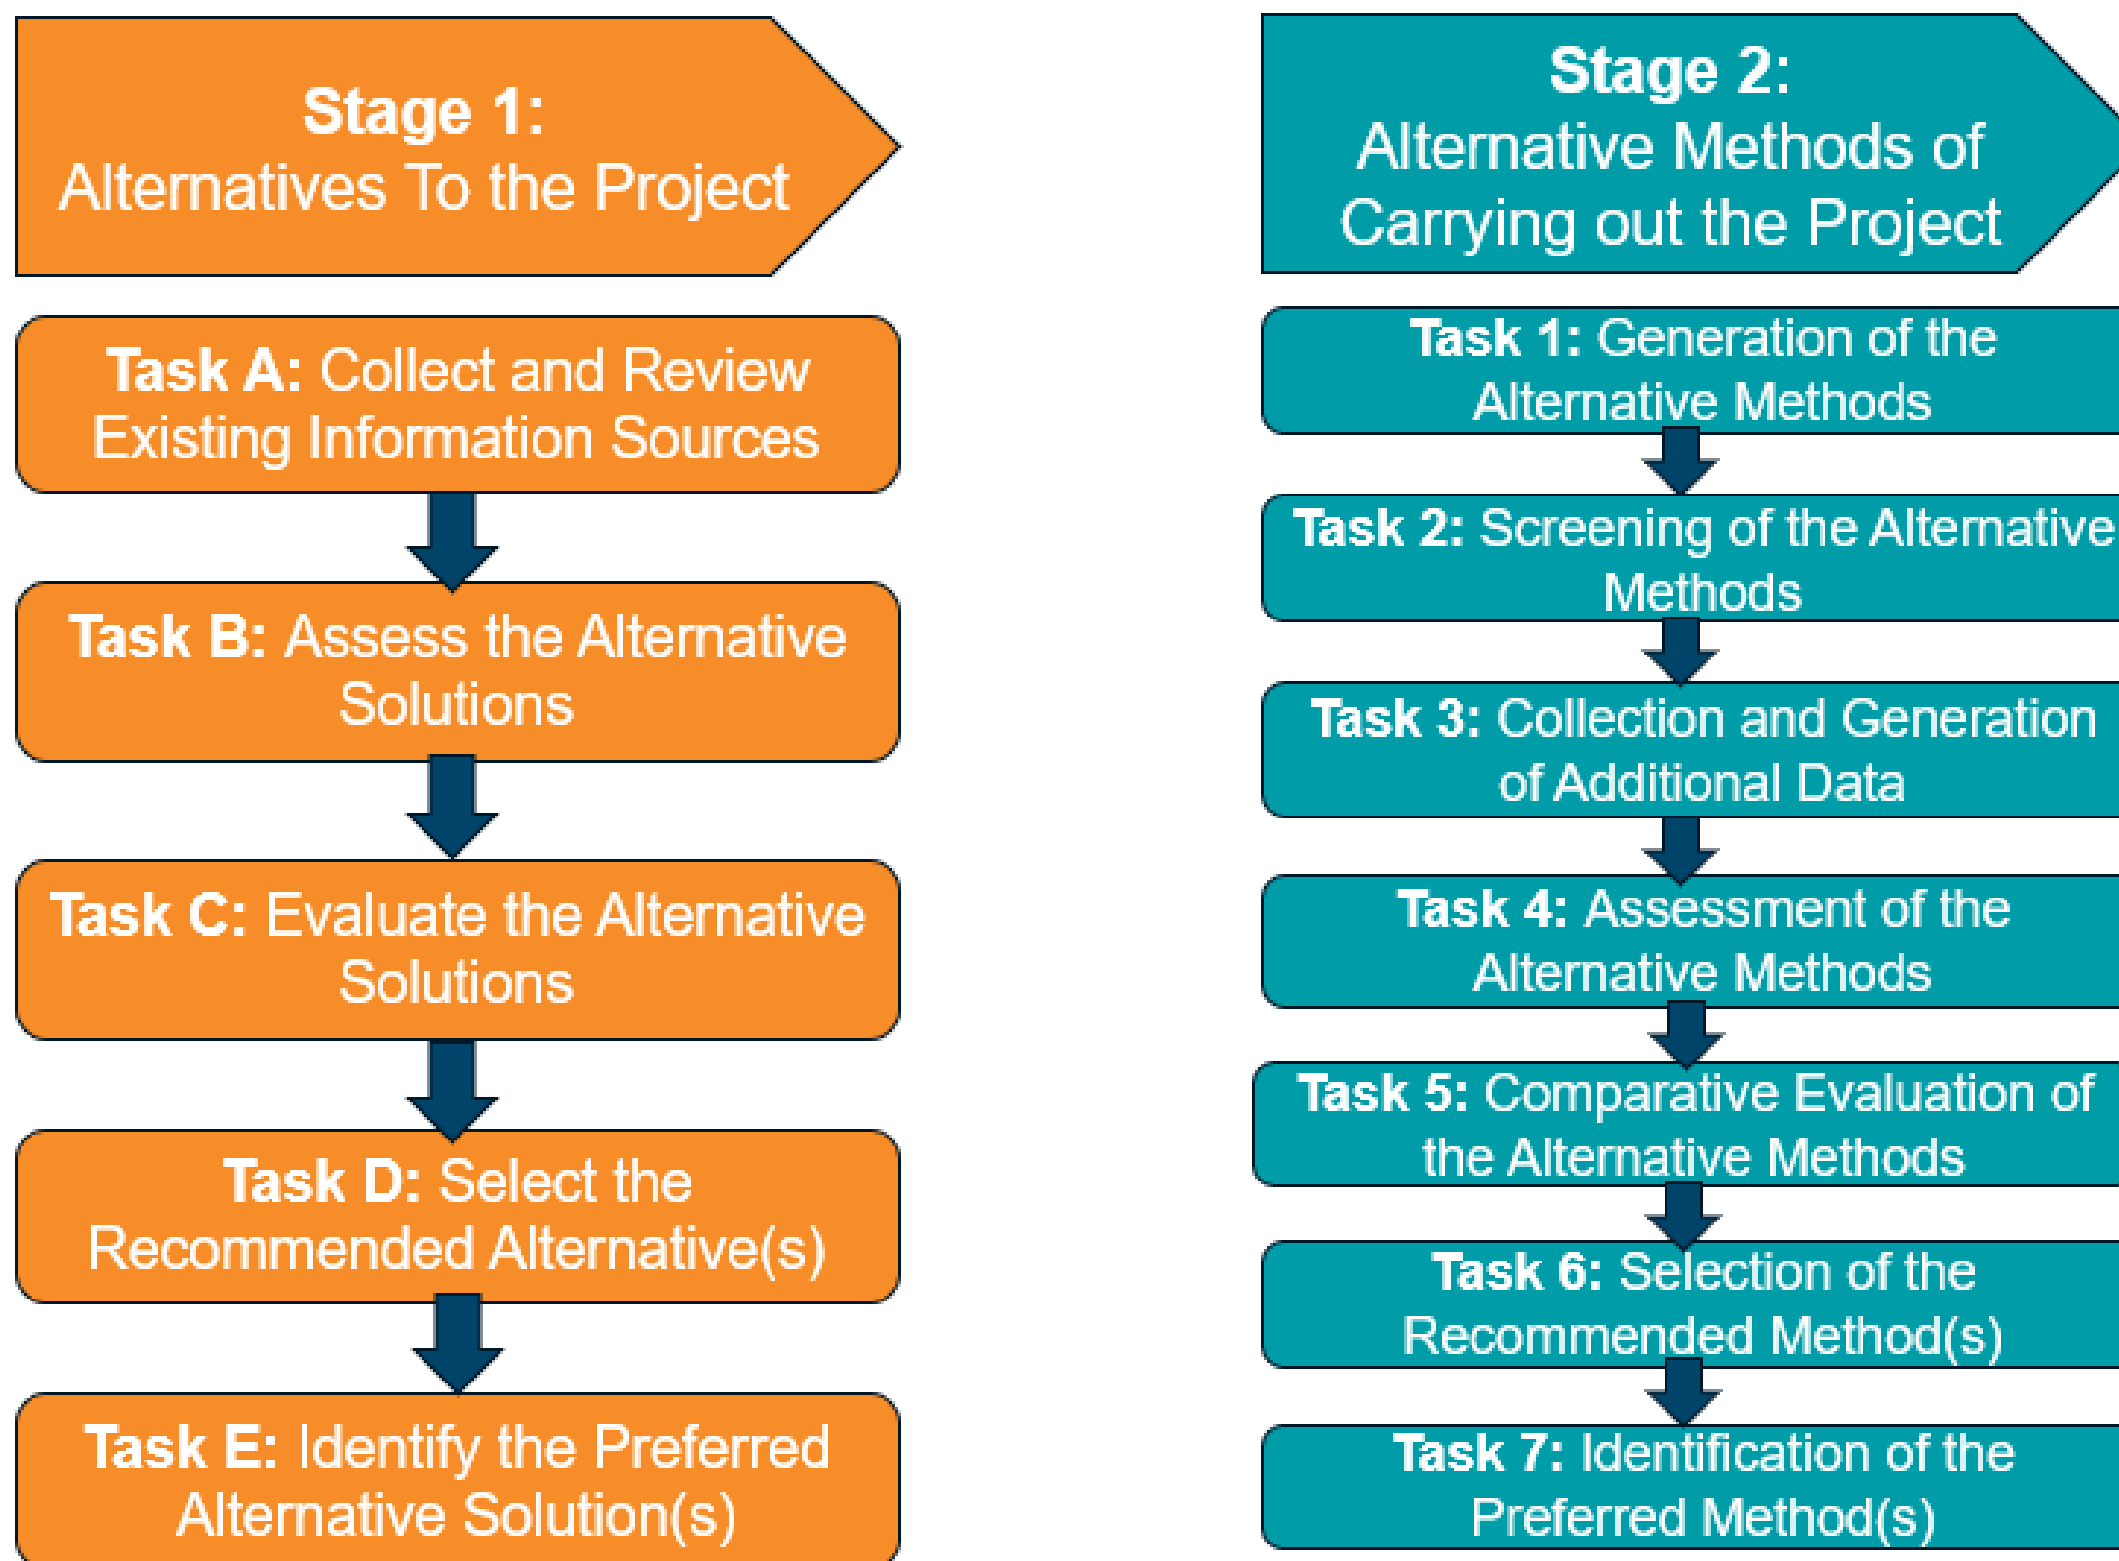 Stage 1:
Alternatives To the Project
Task A: Collect and Review
Existing Information Sources
Task B: Assess the Alternative
Solutions
Task C: Evaluate the Alternative
Solutions
Task D: Select the
Recommended Alternative(s)
Task E: Identify the Preferred
Alternative Solution(s)
Stage 2:
Alternative Methods of
Carrying out the Project
Task 1: Generation of the
Alternative Methods
Task 2: Screening of the Alternative
Methods
Task 3: Collection and Generation
of Additional Data
Task 4: Assessment of the
Alternative Methods
Task 5: Comparative Evaluation of
the Alternative Methods
Task 6: Selection of the
Recommended Method(s)
Task 7: Identification of the
Preferred Method(s)